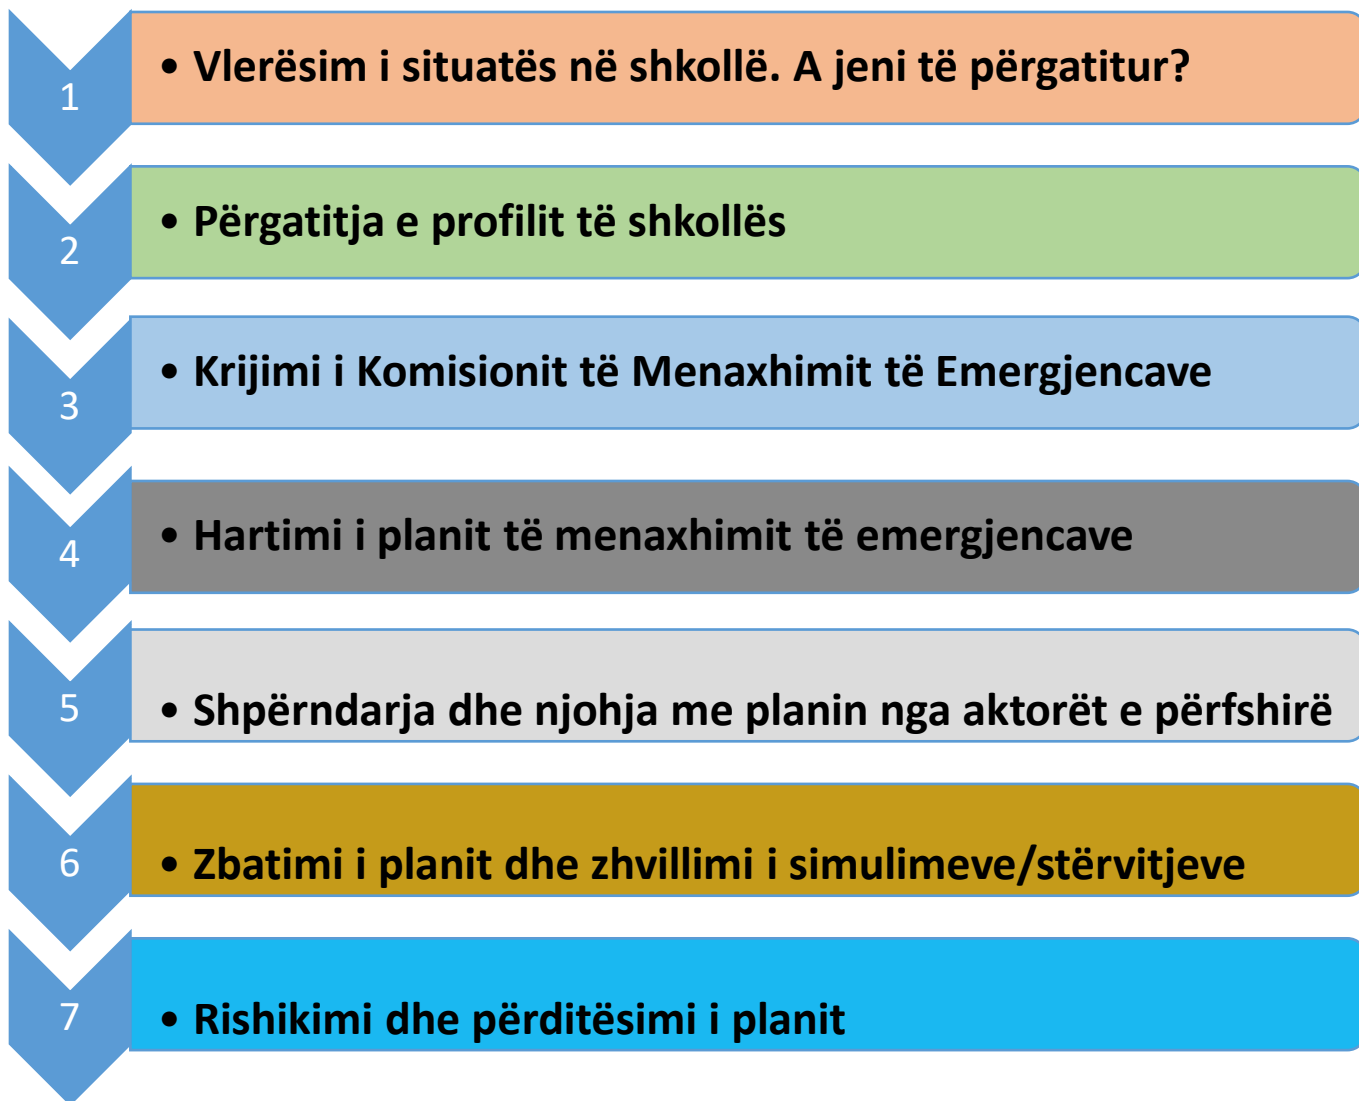 1
• Vlerësim i situatës në shkollë. A jeni të përgatitur?
2
• Përgatitja e profilit të shkollës
3
• Krijimi i Komisionit të Menaxhimit të Emergjencave
4
• Hartimi i planit të menaxhimit të emergjencave
5
• Shpërndarja dhe njohja me planin nga aktorët e përfshirë
6
• Zbatimi i planit dhe zhvillimi i simulimeve/stërvitjeve
7
• Rishikimi dhe përditësimi i planit